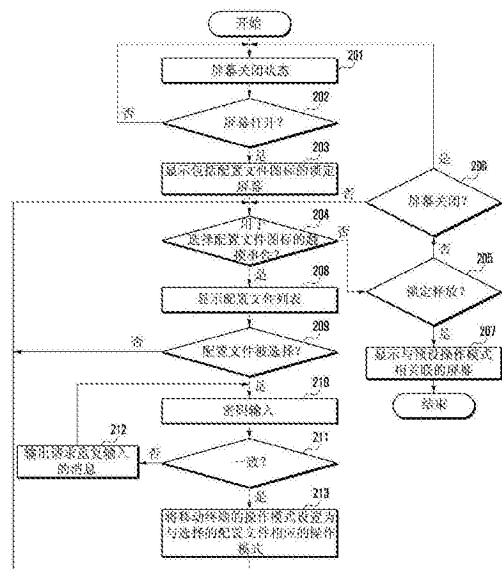 开始
201
屏幕关闭状态
202
屏幕打开?
否
是
203
显示包括配置文件图标的锁定
屏幕
否
是
206
屏幕关闭?
204
用于
选择配置文件图标的触
摸事件?
否
否
205
锁定释放?
是
208
显示配置文件列表
是
207
显示与预设操作模式
相关联的屏幕
209
配置文件被选择?
否
结束
是
210
密码输入
212
输出请求重复输入
的消息
211
一致?
否
是
213
将移动终端的操作模式设置为
与选择的配置文件相应的操作
模式